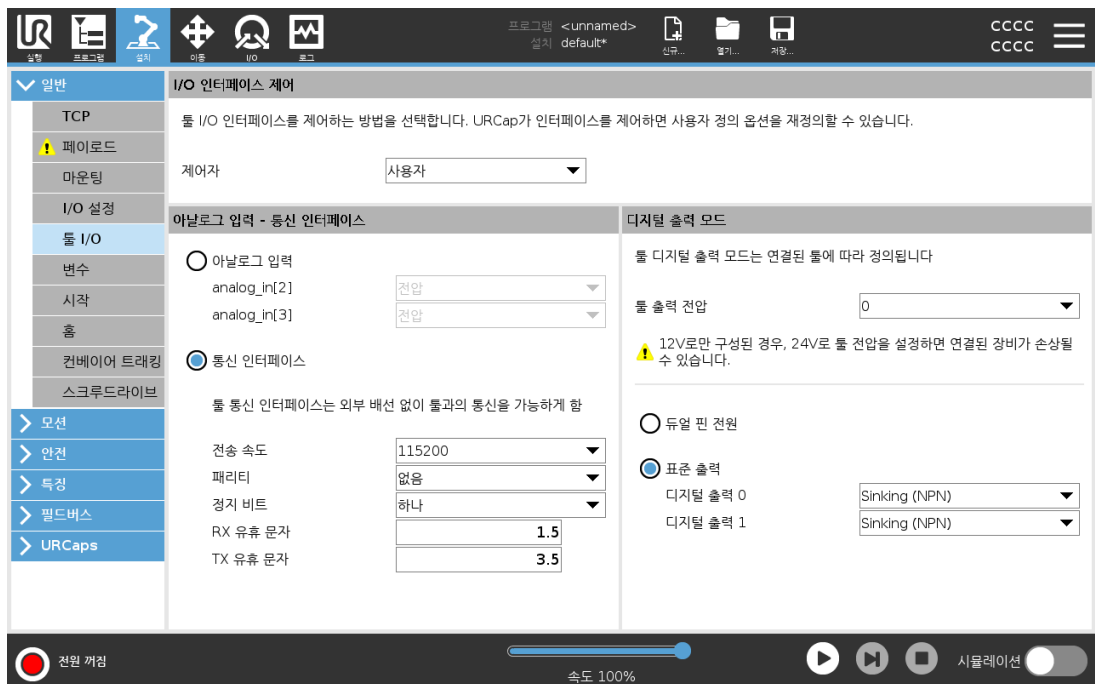 UR
실행
프로그램
설치
이동
I/O
로그
프로그램 <unnamed>
설치 default*
신규...
열기...
저장...
CCCC
CCCC
일반
TCP
페이로드
마운팅
I/O 설정
툴 I/O
변수
시작
홈
컨베이어 트래킹
스크루드라이브
모션
안전
특징
필드버스
URCaps
I/O 인터페이스 제어
툴 I/O 인터페이스를 제어하는 방법을 선택합니다. URCap가 인터페이스를 제어하면 사용자 정의 옵션을 재정의할 수 있습니다.
제어자 사용자
아날로그 입력 - 통신 인터페이스
아날로그 입력
analog_in[2] 전압
analog_in[3] 전압
통신 인터페이스
툴 통신 인터페이스는 외부 배선 없이 툴과의 통신을 가능하게 함
전송 속도 115200
패리티 없음
정지 비트 하나
RX 유휴 문자 1.5
TX 유휴 문자 3.5
디지털 출력 모드
툴 디지털 출력 모드는 연결된 툴에 따라 정의됩니다
툴 출력 전압 0
12V로만 구성된 경우, 24V로 툴 전압을 설정하면 연결된 장비가 손상될
수 있습니다.
듀얼 핀 전원
표준 출력
디지털 출력 0 Sinking (NPN)
디지털 출력 1 Sinking (NPN)
전원 꺼짐
속도 100%
시뮬레이션